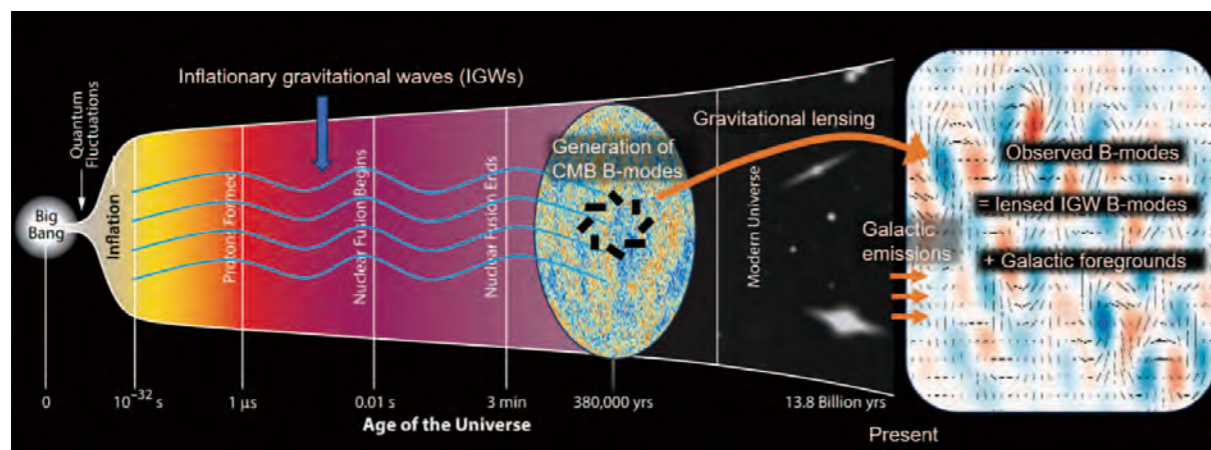 Inflationary gravitational waves (IGWs)
Quantum
Fluctuations
Big
Bang
Inflation
Protons Formed
Nuclear Fusion Begins
Nuclear Fusion Ends
Generation of
CMB B-modes
Gravitational lensing
Modern Universe
Galactic
emissions
Observed B-modes
= lensed IGW B-modes
+ Galactic foregrounds
0
10⁻³² s
1 μs
0.01 s
3 min
380,000 yrs
13.8 Billion yrs
Age of the Universe
Present